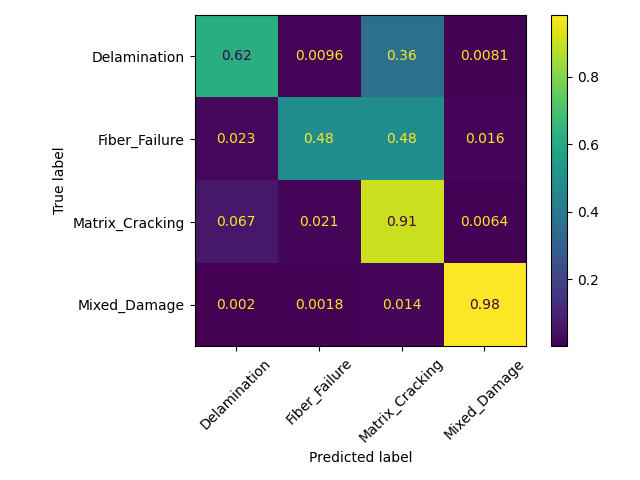 Delamination 0.62 0.0096 0.36 0.0081
Fiber_Failure 0.023 0.48 0.48 0.016
Matrix_Cracking 0.067 0.021 0.91 0.0064
Mixed_Damage 0.002 0.0018 0.014 0.98
True label
Delamination Fiber_Failure Matrix_Cracking Mixed_Damage
Predicted label
0.8
0.6
0.4
0.2